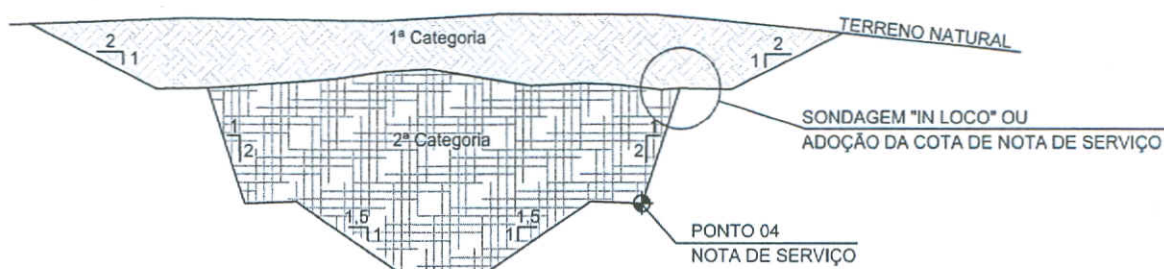 TERRENO NATURAL
1ª Categoria
2
1
2
1
SONDAGEM "IN LOCO" OU
ADOÇÃO DA COTA DE NOTA DE SERVIÇO
1
2
2ª Categoria
1
2
1,5
1
1,5
1
PONTO 04
NOTA DE SERVIÇO